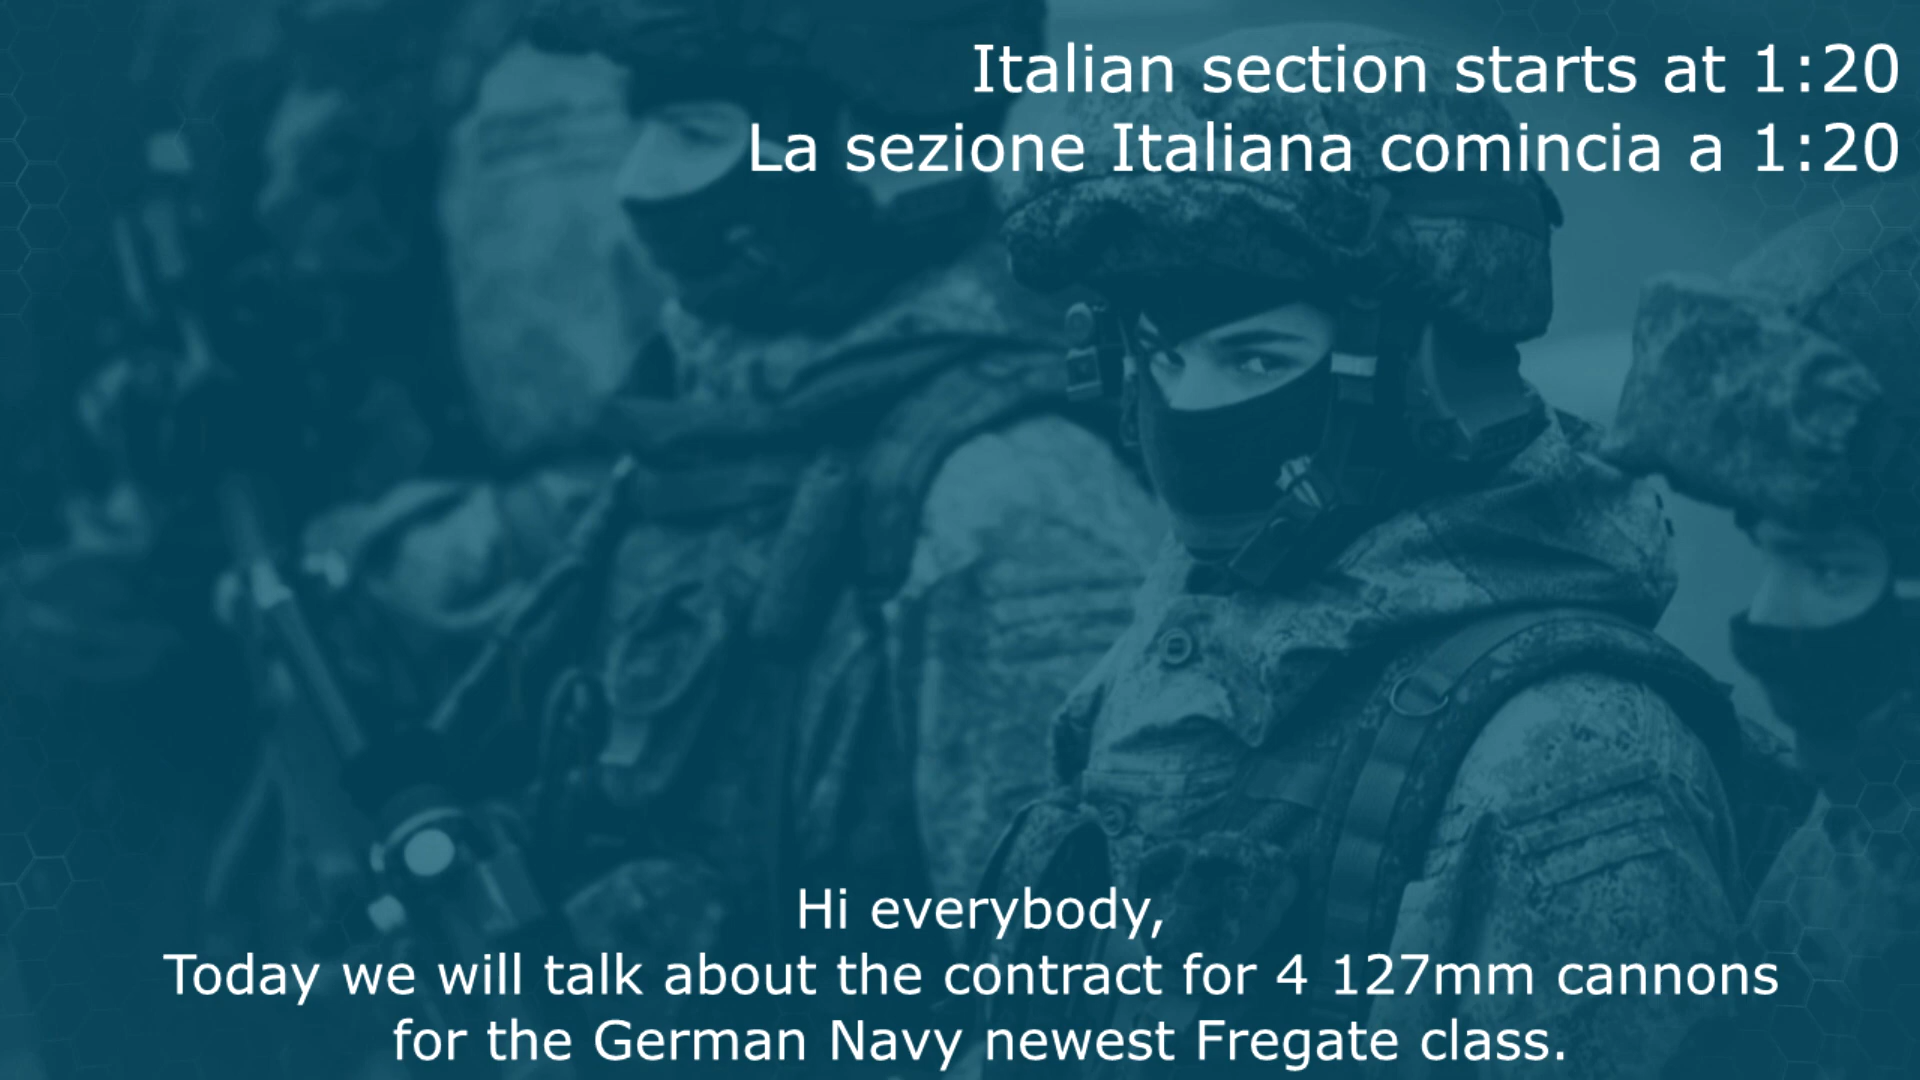 Italian section starts at 1:20
La sezione Italiana comincia a 1:20
Hi everybody,
Today we will talk about the contract for 4 127mm cannons
for the German Navy newest Fregate class.